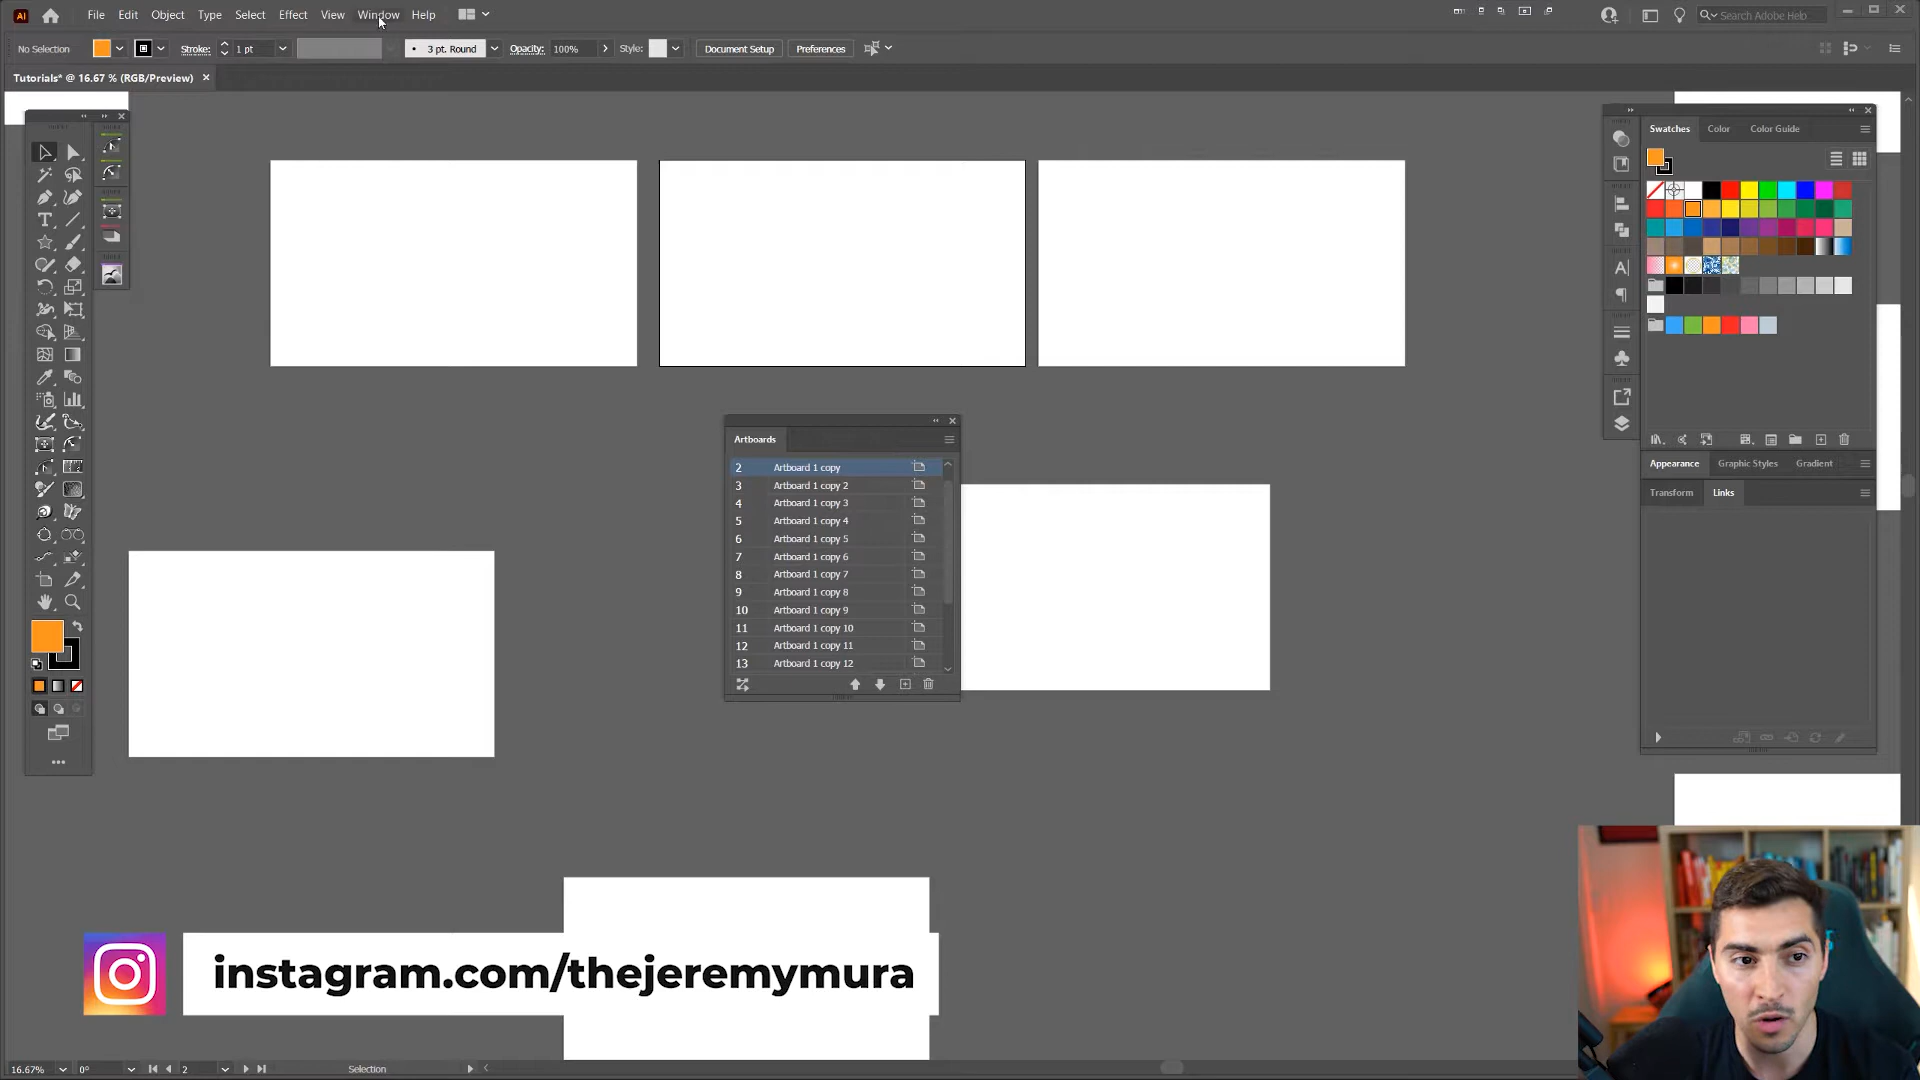 Ai File Edit Object Type Select Effect View Window Help
Search Adobe Help
No Selection Stroke: 1 pt 3 pt. Round Opacity: 100% Style: Document Setup Preferences
Tutorials* @ 16.67 % (RGB/Preview)
Swatches Color Color Guide
Artboards
2 Artboard 1 copy
3 Artboard 1 copy 2
4 Artboard 1 copy 3
5 Artboard 1 copy 4
6 Artboard 1 copy 5
7 Artboard 1 copy 6
8 Artboard 1 copy 7
9 Artboard 1 copy 8
10 Artboard 1 copy 9
11 Artboard 1 copy 10
12 Artboard 1 copy 11
13 Artboard 1 copy 12
Appearance Graphic Styles Gradient
Transform Links
instagram.com/thejeremymura
16.67% 0° 2 Selection